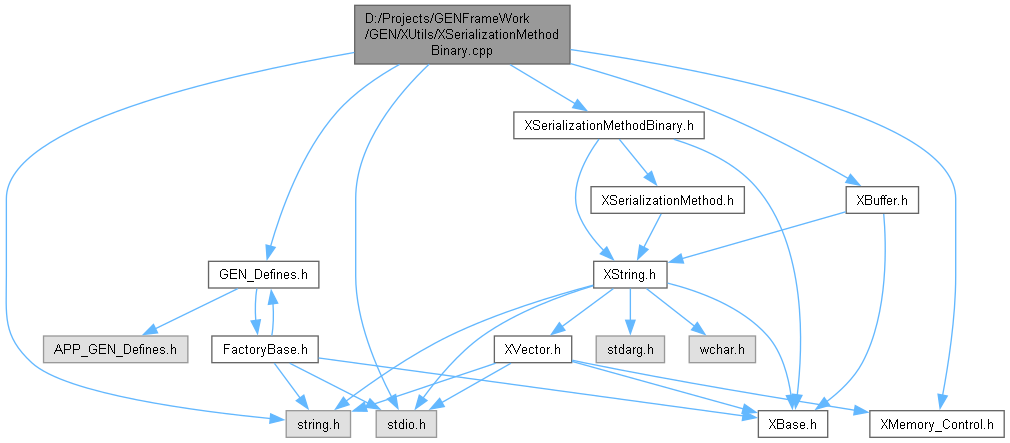 D:/Projects/GENFrameWork
/GEN/XUtils/XSerializationMethod
Binary.cpp
XSerializationMethodBinary.h
XSerializationMethod.h
XBuffer.h
GEN_Defines.h
XString.h
APP_GEN_Defines.h
FactoryBase.h
XVector.h
stdarg.h
wchar.h
string.h
stdio.h
XBase.h
XMemory_Control.h